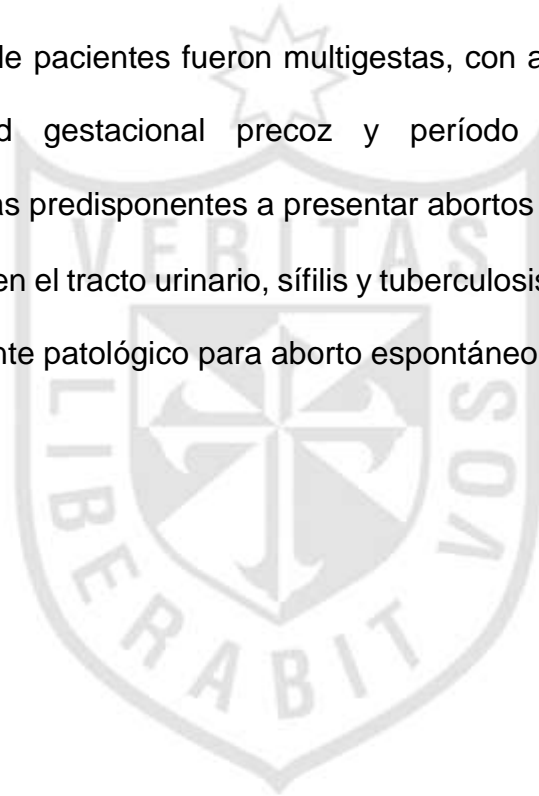 de pacientes fueron multigestas, con a
d gestacional precoz y período
as predisponentes a presentar abortos
en el tracto urinario, sífilis y tuberculosis
nte patológico para aborto espontáneo
VERITAS
LIBERABIT VOS